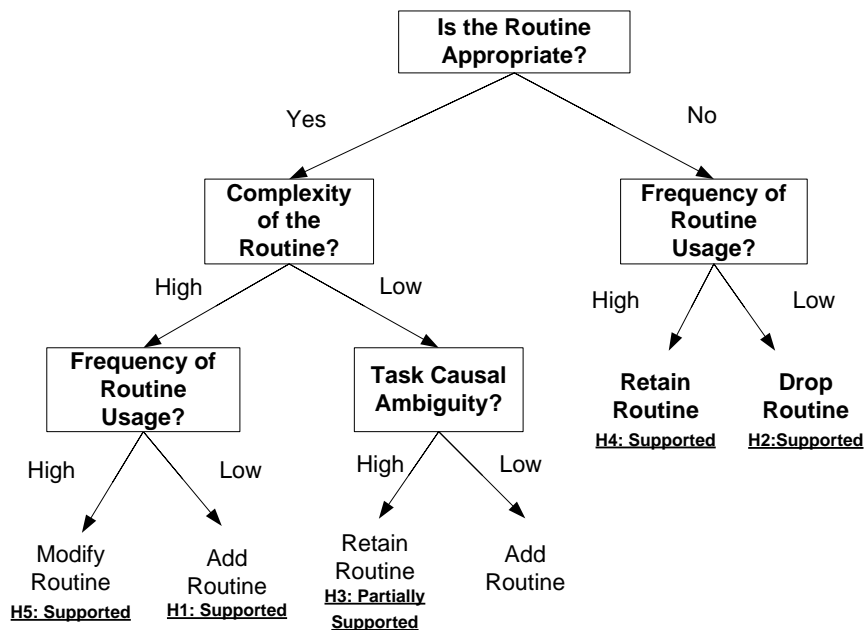 Is the Routine
Appropriate?
Yes
No
Complexity
of the
Routine?
Frequency of
Routine
Usage?
High
Low
High
Low
Frequency of
Routine
Usage?
Task Causal
Ambiguity?
Retain
Routine
H4: Supported
Drop
Routine
H2:Supported
High
Low
High
Low
Modify
Routine
H5: Supported
Add
Routine
H1: Supported
Retain
Routine
H3: Partially
Supported
Add
Routine